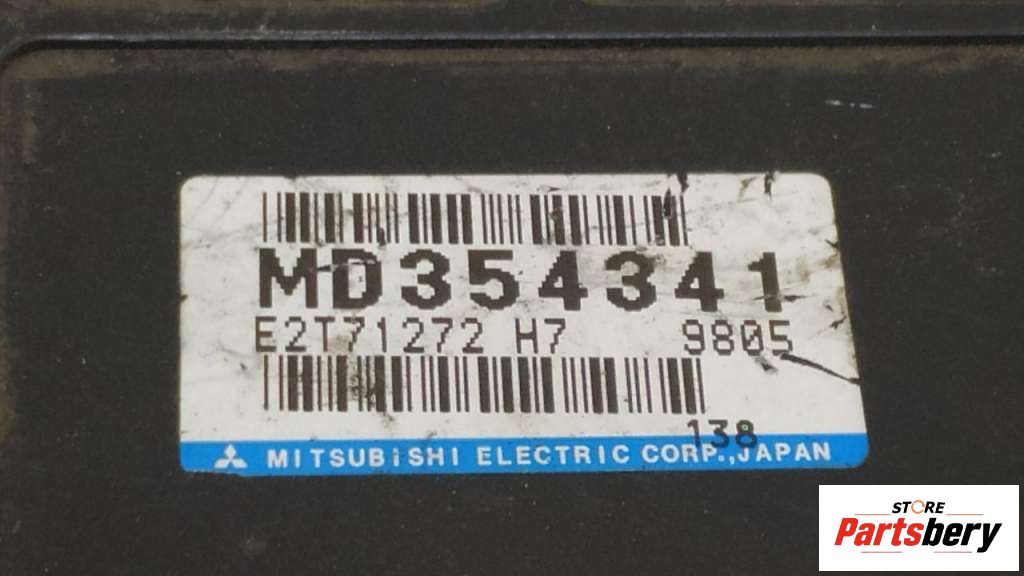 MD354341
E2T71272 H7 9805
138
MITSUBISHI ELECTRIC CORP., JAPAN
STORE
Partsbery